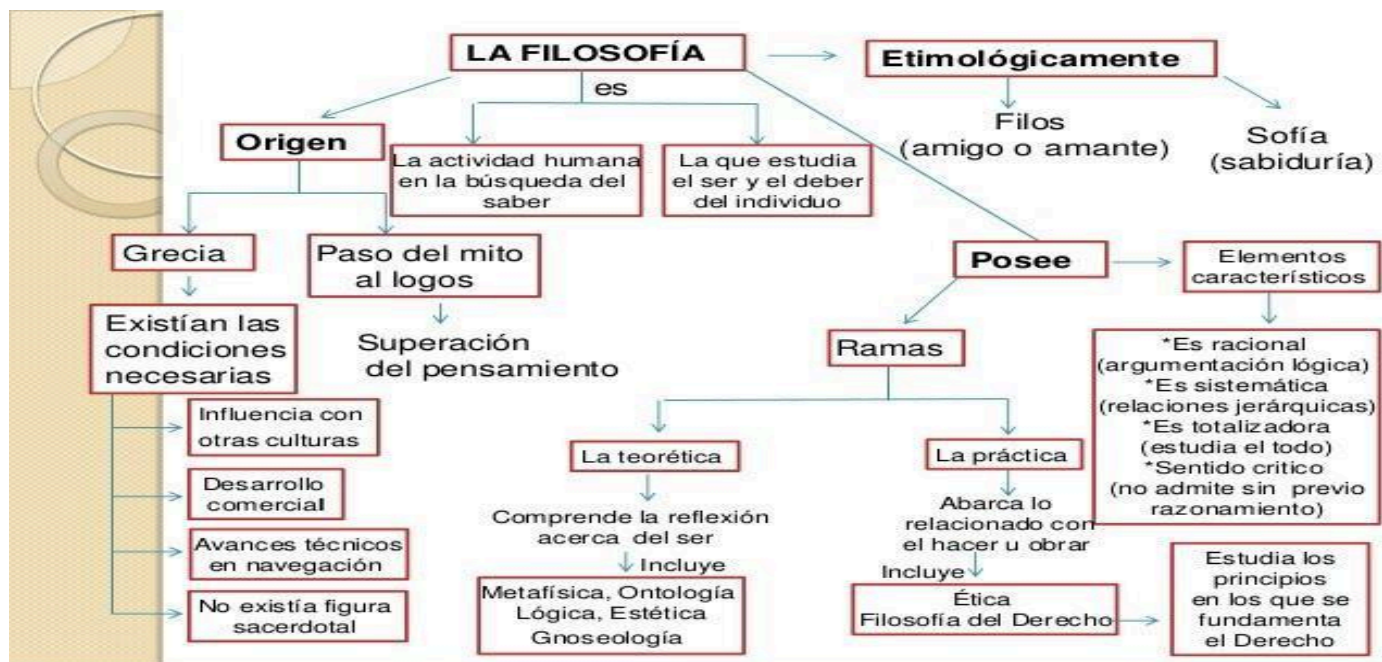 LA FILOSOFÍA
Etimológicamente
es
Filos
(amigo o amante)
Sofía
(sabiduría)
Origen
La actividad humana
en la búsqueda del
saber
La que estudia
el ser y el deber
del individuo
Grecia
Paso del mito
al logos
Posee
Elementos
característicos
Existían las
condiciones
necesarias
Superación
del pensamiento
Ramas
*Es racional
(argumentación lógica)
*Es sistemática
(relaciones jerárquicas)
*Es totalizadora
(estudia el todo)
*Sentido critico
(no admite sin previo
razonamiento)
Influencia con
otras culturas
Desarrollo
comercial
Avances técnicos
en navegación
No existía figura
sacerdotal
La teorética
La práctica
Comprende la reflexión
acerca del ser
Incluye
Metafísica, Ontología
Lógica, Estética
Gnoseología
Abarca lo
relacionado con
el hacer u obrar
Incluye
Ética
Filosofía del Derecho
Estudia los
principios
en los que se
fundamenta
el Derecho